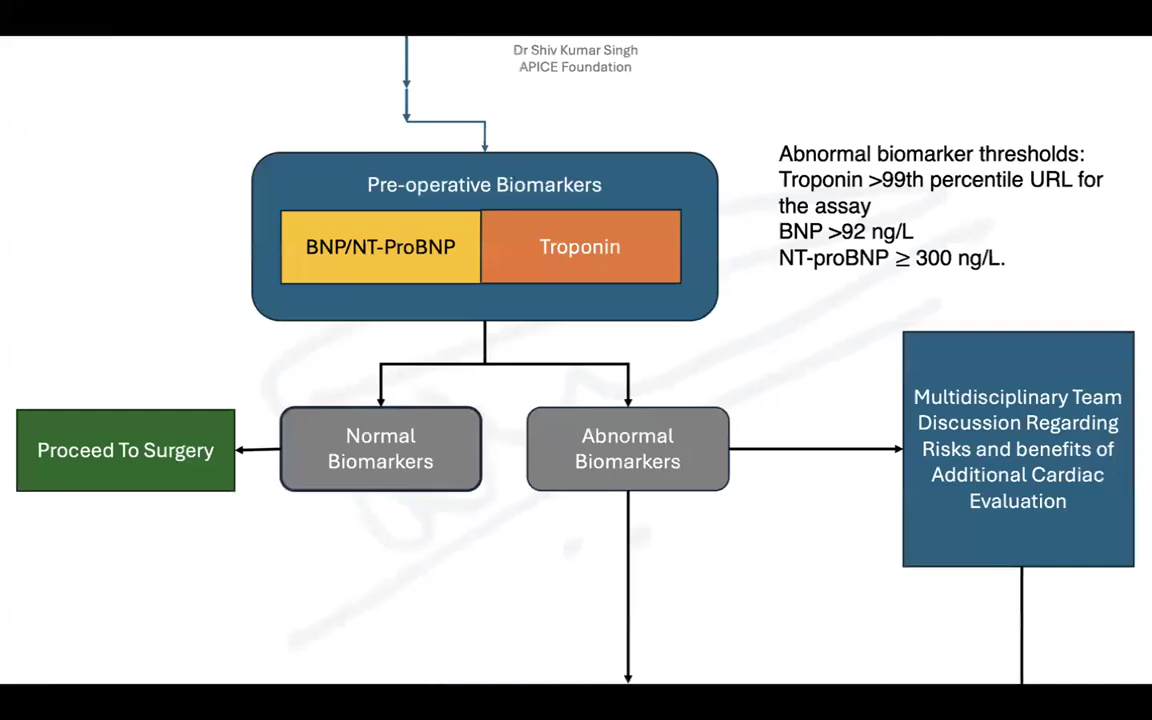 Dr Shiv Kumar Singh
APICE Foundation
Pre-operative Biomarkers
BNP/NT-ProBNP
Troponin
Abnormal biomarker thresholds:
Troponin >99th percentile URL for
the assay
BNP >92 ng/L
NT-proBNP ≥ 300 ng/L.
Proceed To Surgery
Normal
Biomarkers
Abnormal
Biomarkers
Multidisciplinary Team
Discussion Regarding
Risks and benefits of
Additional Cardiac
Evaluation